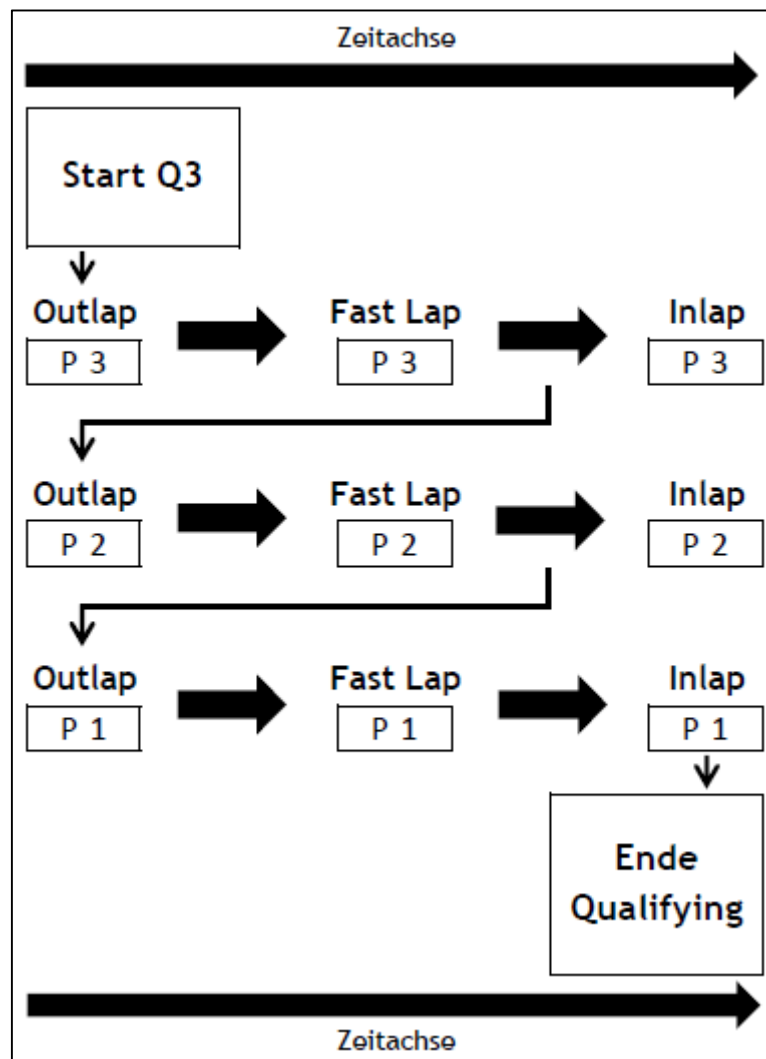 Zeitachse
Start Q3
Outlap Fast Lap Inlap
P 3 P 3 P 3
Outlap Fast Lap Inlap
P 2 P 2 P 2
Outlap Fast Lap Inlap
P 1 P 1 P 1
Ende
Qualifying
Zeitachse